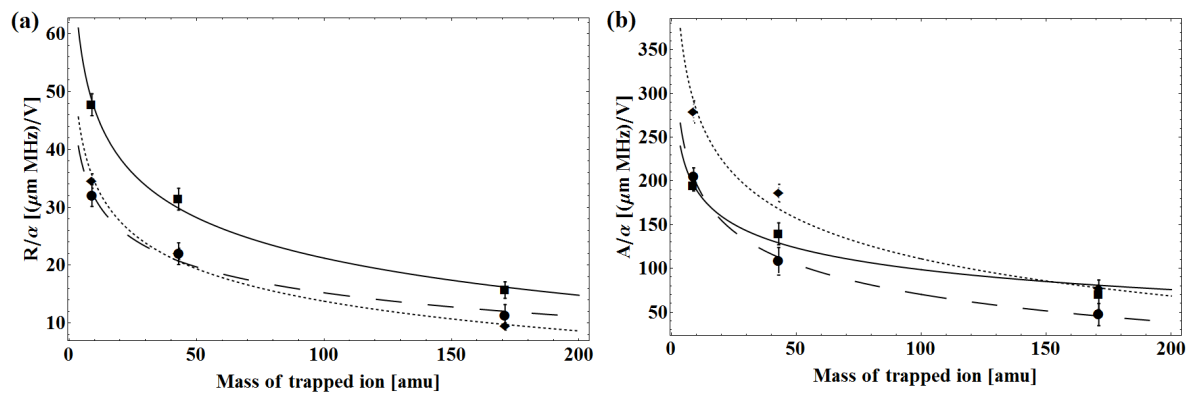 (a)
R/α [(μm MHz)/V]
60
50
40
30
20
10
0 50 100 150 200
Mass of trapped ion [amu]
(b)
A/α [(μm MHz)/V]
350
300
250
200
150
100
50
0 50 100 150 200
Mass of trapped ion [amu]